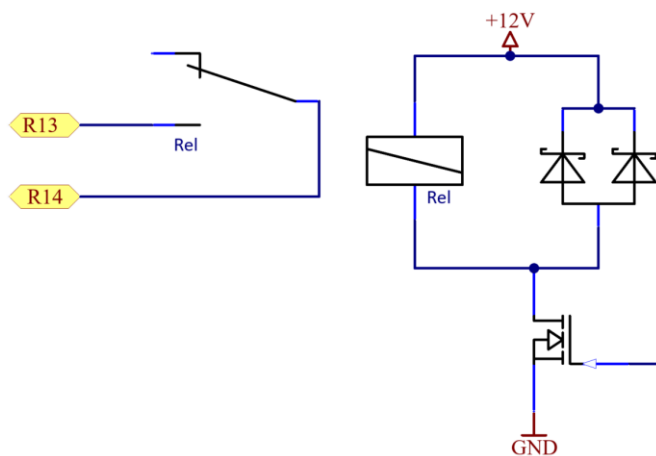 +12V
R13
Rel
R14
Rel
GND